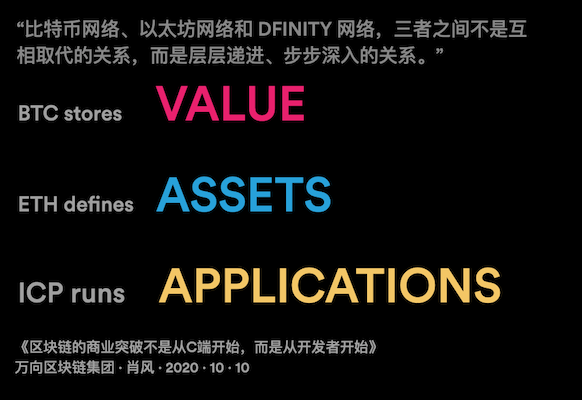 “比特币网络、以太坊网络和 DFINITY 网络，三者之间不是互
相取代的关系，而是层层递进、步步深入的关系。”
BTC stores VALUE
ETH defines ASSETS
ICP runs APPLICATIONS
《区块链的商业突破不是从C端开始，而是从开发者开始》
万向区块链集团 · 肖风 · 2020 · 10 · 10